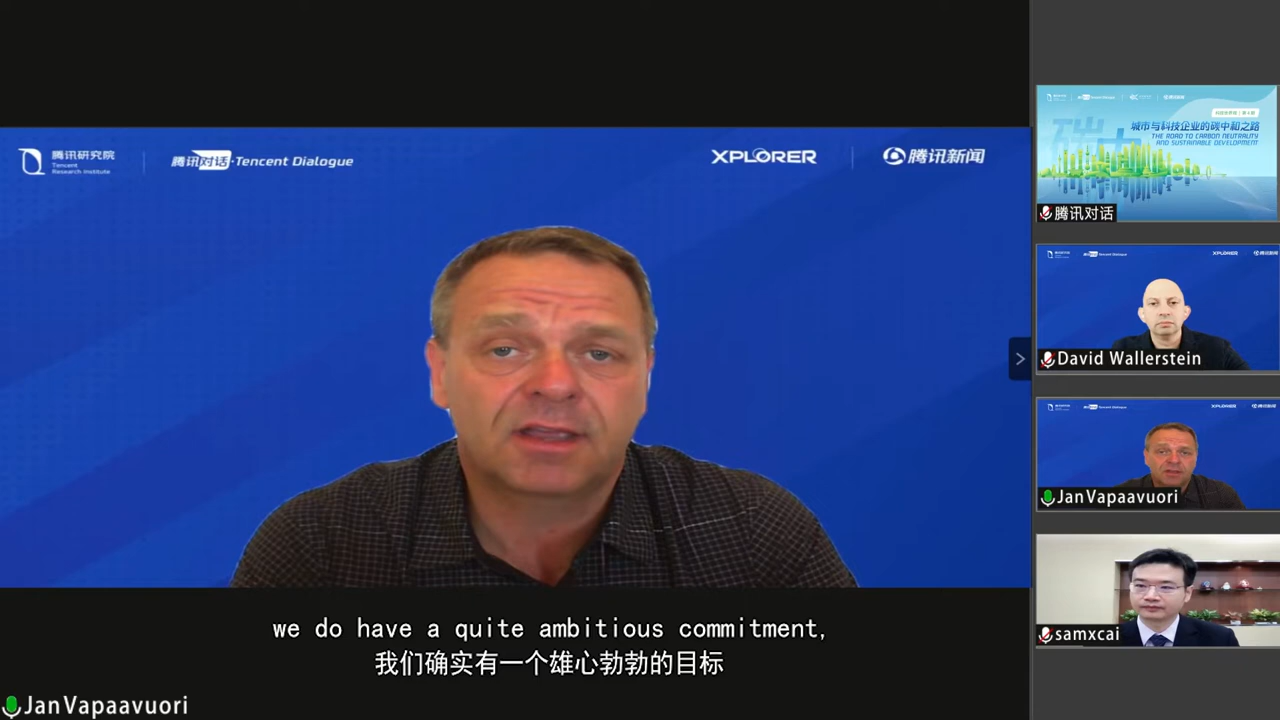 腾讯研究院
Tencent
Research Institute
腾讯对话·Tencent Dialogue
XPLORER
腾讯新闻
we do have a quite ambitious commitment,
我们确实有一个雄心勃勃的目标
JanVapaavuori
城市与科技企业的碳中和之路
THE ROAD TO CARBON NEUTRALITY
AND SUSTAINABLE DEVELOPMENT
腾讯对话
XPLORER
David Wallerstein
XPLORER
JanVapaavuori
samxcai